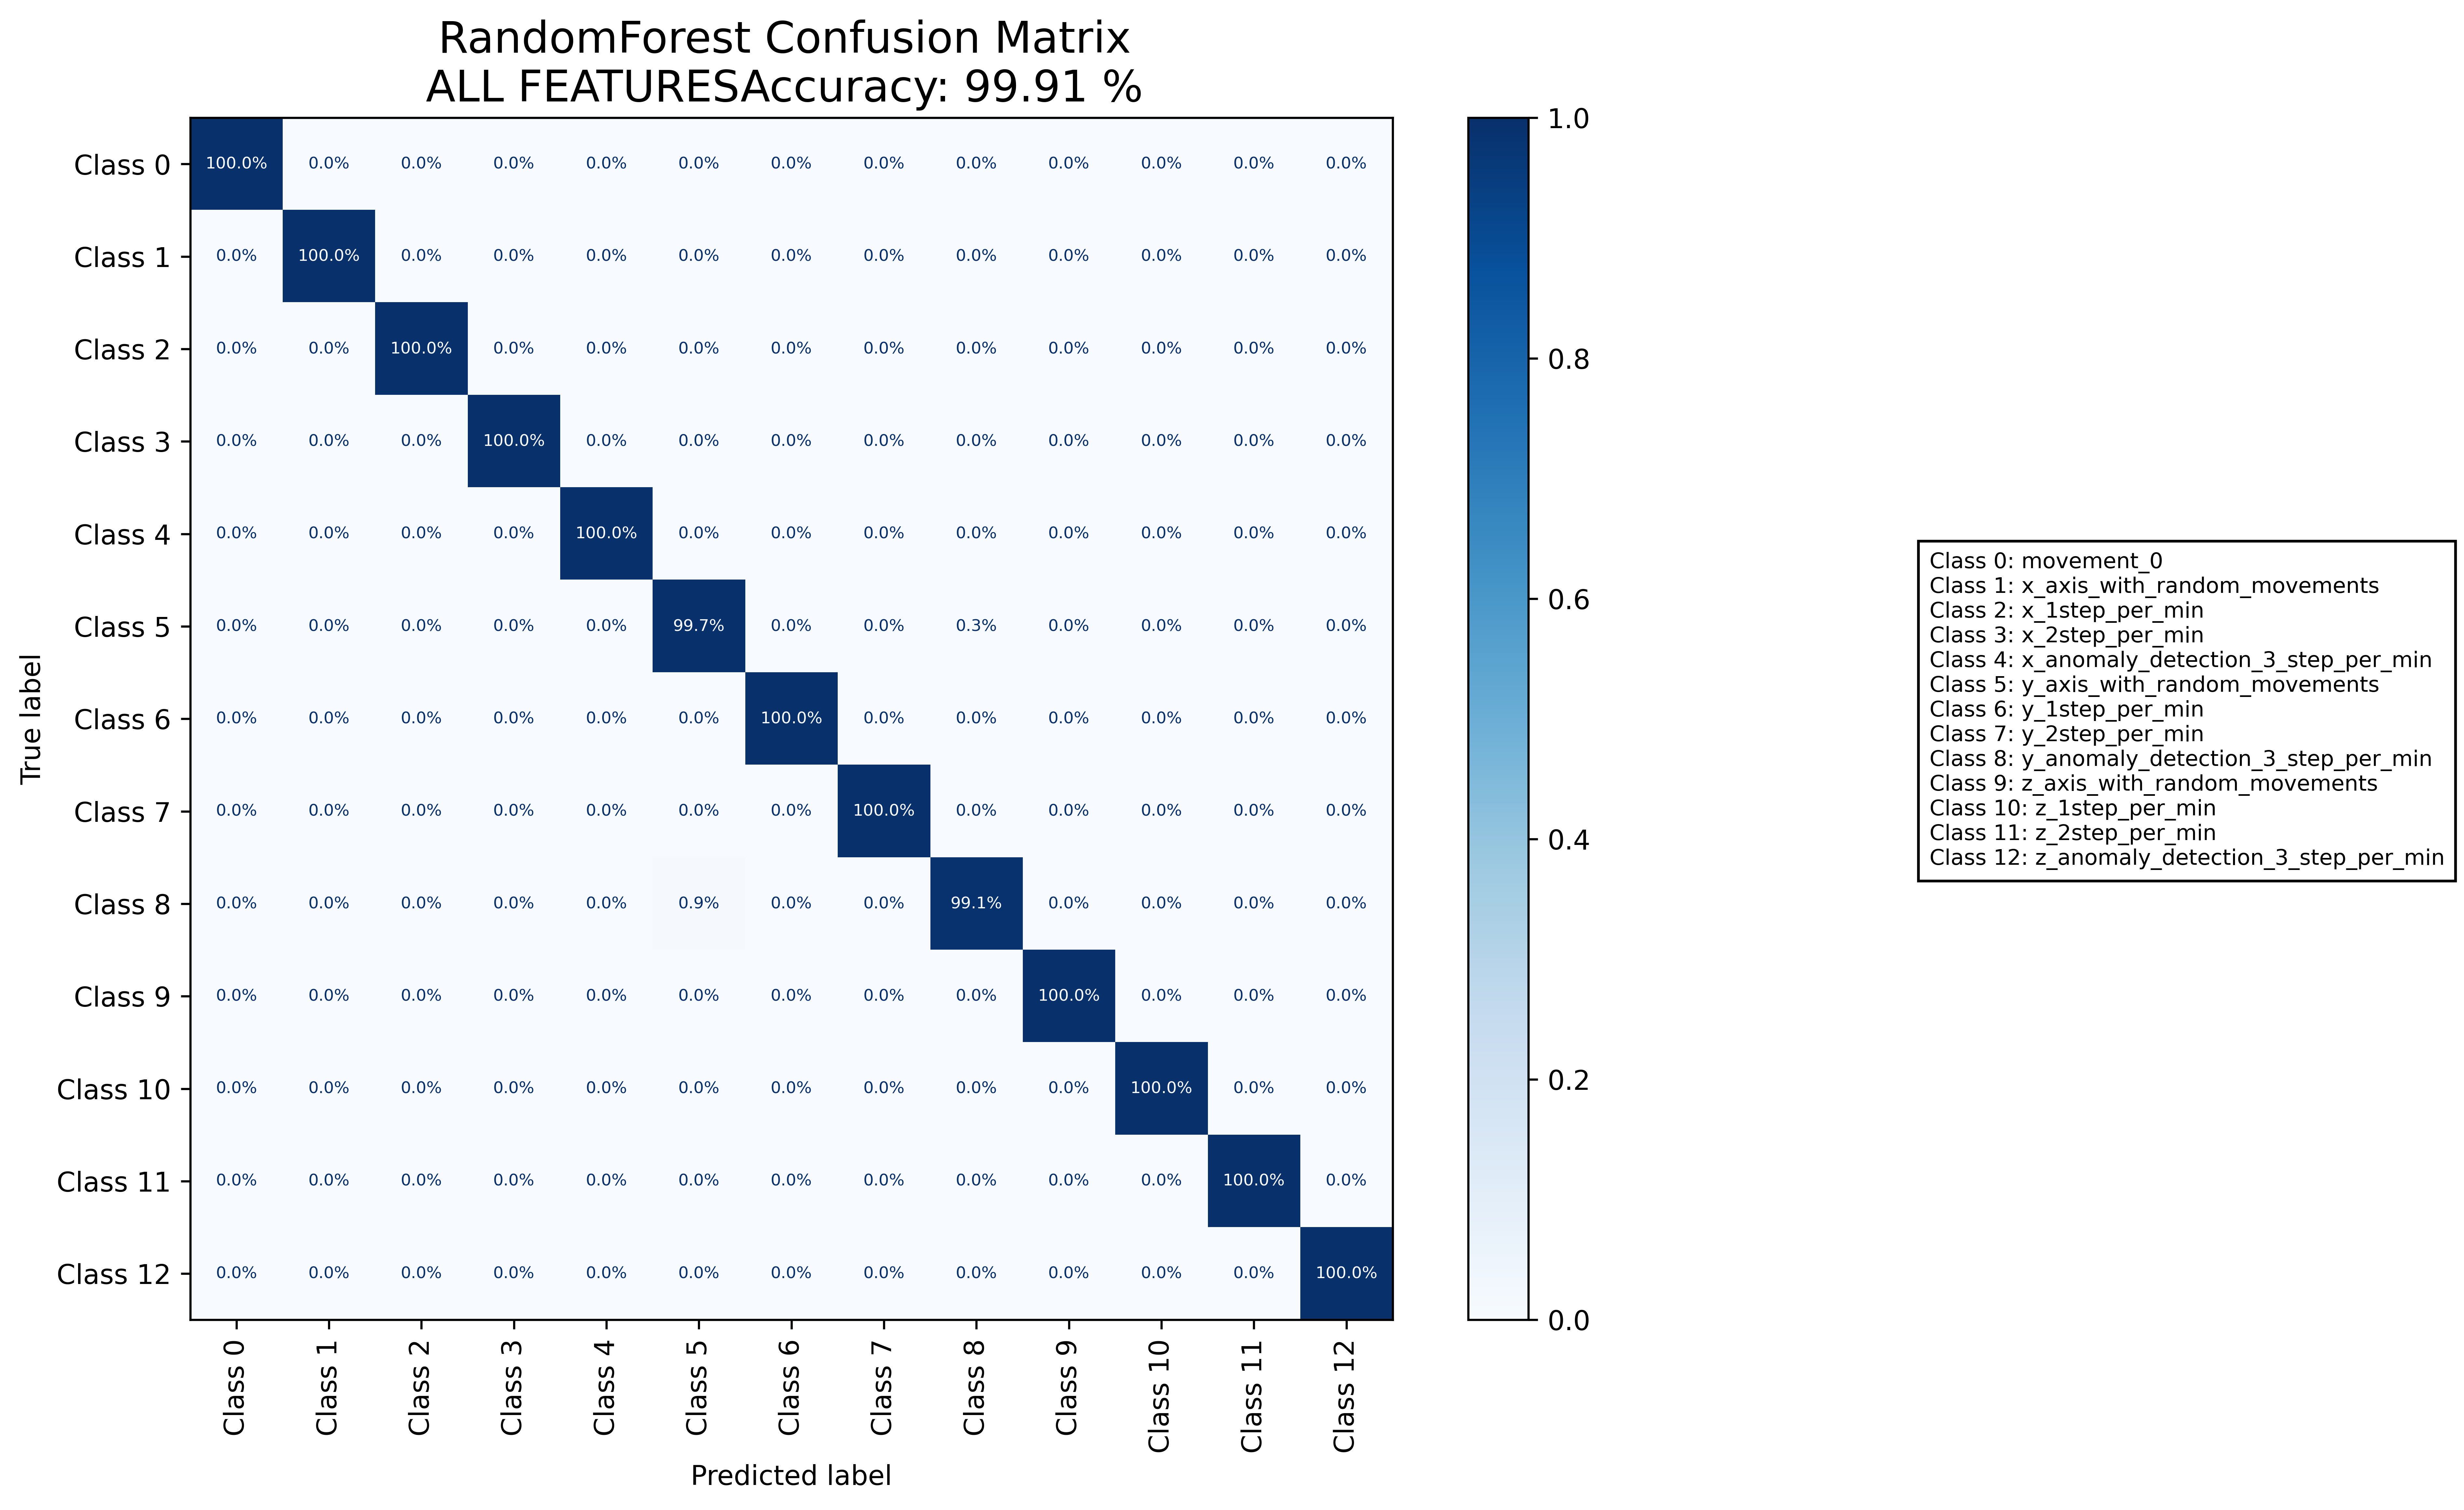 RandomForest Confusion Matrix
ALL FEATURESAccuracy: 99.91 %
True label
Class 0 100.0% 0.0% 0.0% 0.0% 0.0% 0.0% 0.0% 0.0% 0.0% 0.0% 0.0% 0.0% 0.0%
Class 1 0.0% 100.0% 0.0% 0.0% 0.0% 0.0% 0.0% 0.0% 0.0% 0.0% 0.0% 0.0% 0.0%
Class 2 0.0% 0.0% 100.0% 0.0% 0.0% 0.0% 0.0% 0.0% 0.0% 0.0% 0.0% 0.0% 0.0%
Class 3 0.0% 0.0% 0.0% 100.0% 0.0% 0.0% 0.0% 0.0% 0.0% 0.0% 0.0% 0.0% 0.0%
Class 4 0.0% 0.0% 0.0% 0.0% 100.0% 0.0% 0.0% 0.0% 0.0% 0.0% 0.0% 0.0% 0.0%
Class 5 0.0% 0.0% 0.0% 0.0% 0.0% 99.7% 0.0% 0.0% 0.3% 0.0% 0.0% 0.0% 0.0%
Class 6 0.0% 0.0% 0.0% 0.0% 0.0% 0.0% 100.0% 0.0% 0.0% 0.0% 0.0% 0.0% 0.0%
Class 7 0.0% 0.0% 0.0% 0.0% 0.0% 0.0% 0.0% 100.0% 0.0% 0.0% 0.0% 0.0% 0.0%
Class 8 0.0% 0.0% 0.0% 0.0% 0.0% 0.9% 0.0% 0.0% 99.1% 0.0% 0.0% 0.0% 0.0%
Class 9 0.0% 0.0% 0.0% 0.0% 0.0% 0.0% 0.0% 0.0% 0.0% 100.0% 0.0% 0.0% 0.0%
Class 10 0.0% 0.0% 0.0% 0.0% 0.0% 0.0% 0.0% 0.0% 0.0% 0.0% 100.0% 0.0% 0.0%
Class 11 0.0% 0.0% 0.0% 0.0% 0.0% 0.0% 0.0% 0.0% 0.0% 0.0% 0.0% 100.0% 0.0%
Class 12 0.0% 0.0% 0.0% 0.0% 0.0% 0.0% 0.0% 0.0% 0.0% 0.0% 0.0% 0.0% 100.0%
Class 0 Class 1 Class 2 Class 3 Class 4 Class 5 Class 6 Class 7 Class 8 Class 9 Class 10 Class 11 Class 12
Predicted label
1.0
0.8
0.6
0.4
0.2
0.0
Class 0: movement_0
Class 1: x_axis_with_random_movements
Class 2: x_1step_per_min
Class 3: x_2step_per_min
Class 4: x_anomaly_detection_3_step_per_min
Class 5: y_axis_with_random_movements
Class 6: y_1step_per_min
Class 7: y_2step_per_min
Class 8: y_anomaly_detection_3_step_per_min
Class 9: z_axis_with_random_movements
Class 10: z_1step_per_min
Class 11: z_2step_per_min
Class 12: z_anomaly_detection_3_step_per_min